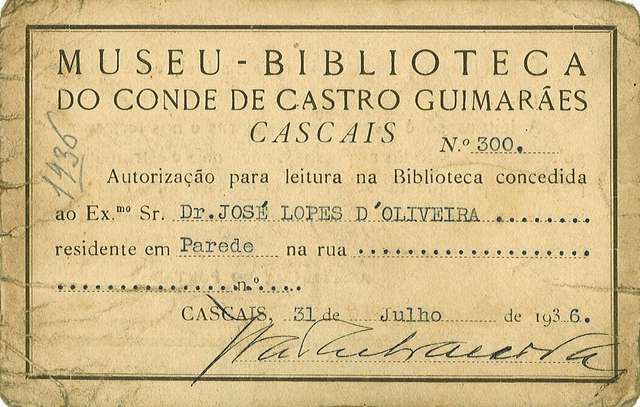 MUSEU - BIBLIOTECA
DO CONDE DE CASTRO GUIMARÃES
CASCAIS N.º 300.
1936
Autorização para leitura na Biblioteca concedida
ao Ex.mo Sr. Dr. JOSÉ LOPES D'OLIVEIRA ........
residente em Parede na rua ....................
................n.º.....
CASCAIS, 31 de Julho de 1936.